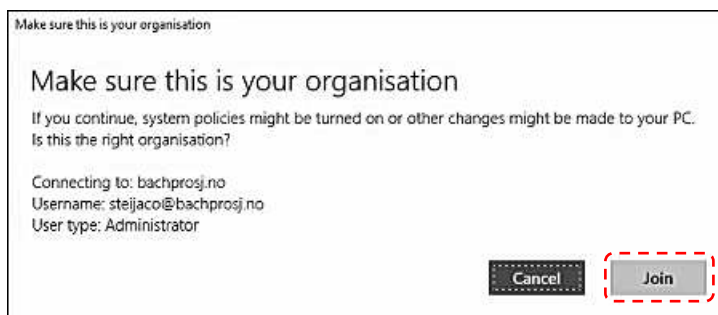 Make sure this is your organisation
Make sure this is your organisation
If you continue, system policies might be turned on or other changes might be made to your PC.
Is this the right organisation?
Connecting to: bachprosj.no
Username: steijaco@bachprosj.no
User type: Administrator
Cancel Join